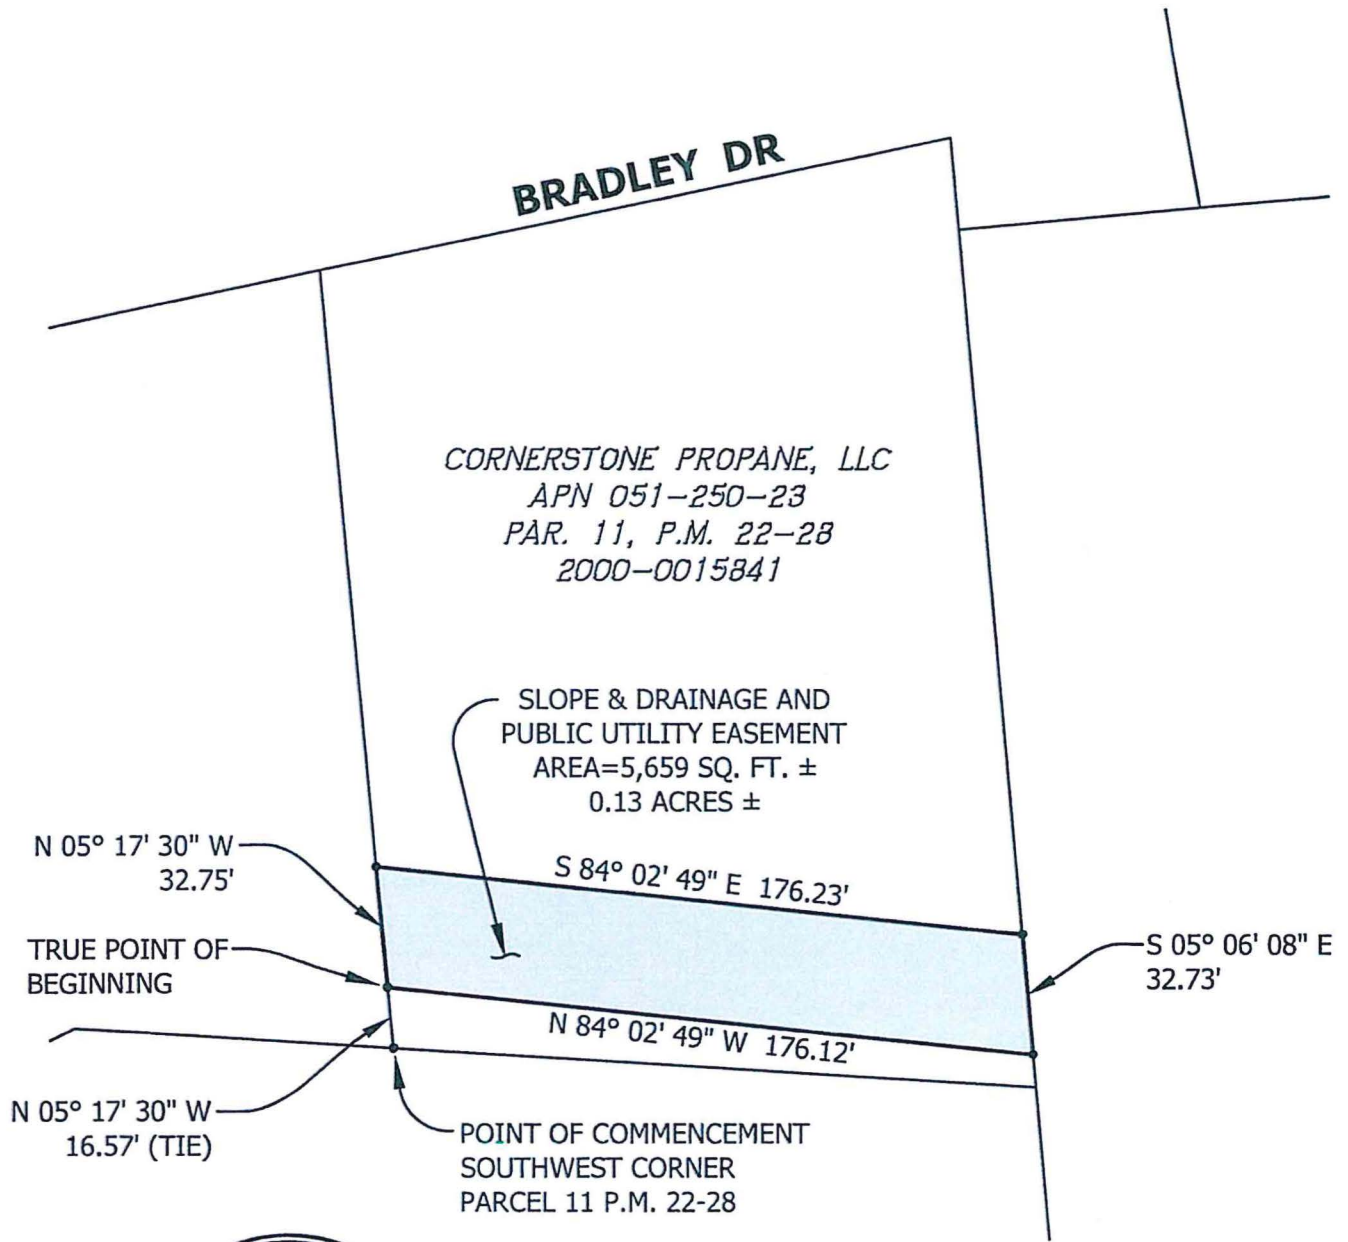 BRADLEY DR
CORNERSTONE PROPANE, LLC
APN 051-250-23
PAR. 11, P.M. 22-28
2000-0015841
SLOPE & DRAINAGE AND
PUBLIC UTILITY EASEMENT
AREA=5,659 SQ. FT. ±
0.13 ACRES ±
N 05° 17' 30" W
32.75'
S 84° 02' 49" E 176.23'
TRUE POINT OF
BEGINNING
S 05° 06' 08" E
32.73'
N 84° 02' 49" W 176.12'
N 05° 17' 30" W
16.57' (TIE)
POINT OF COMMENCEMENT
SOUTHWEST CORNER
PARCEL 11 P.M. 22-28